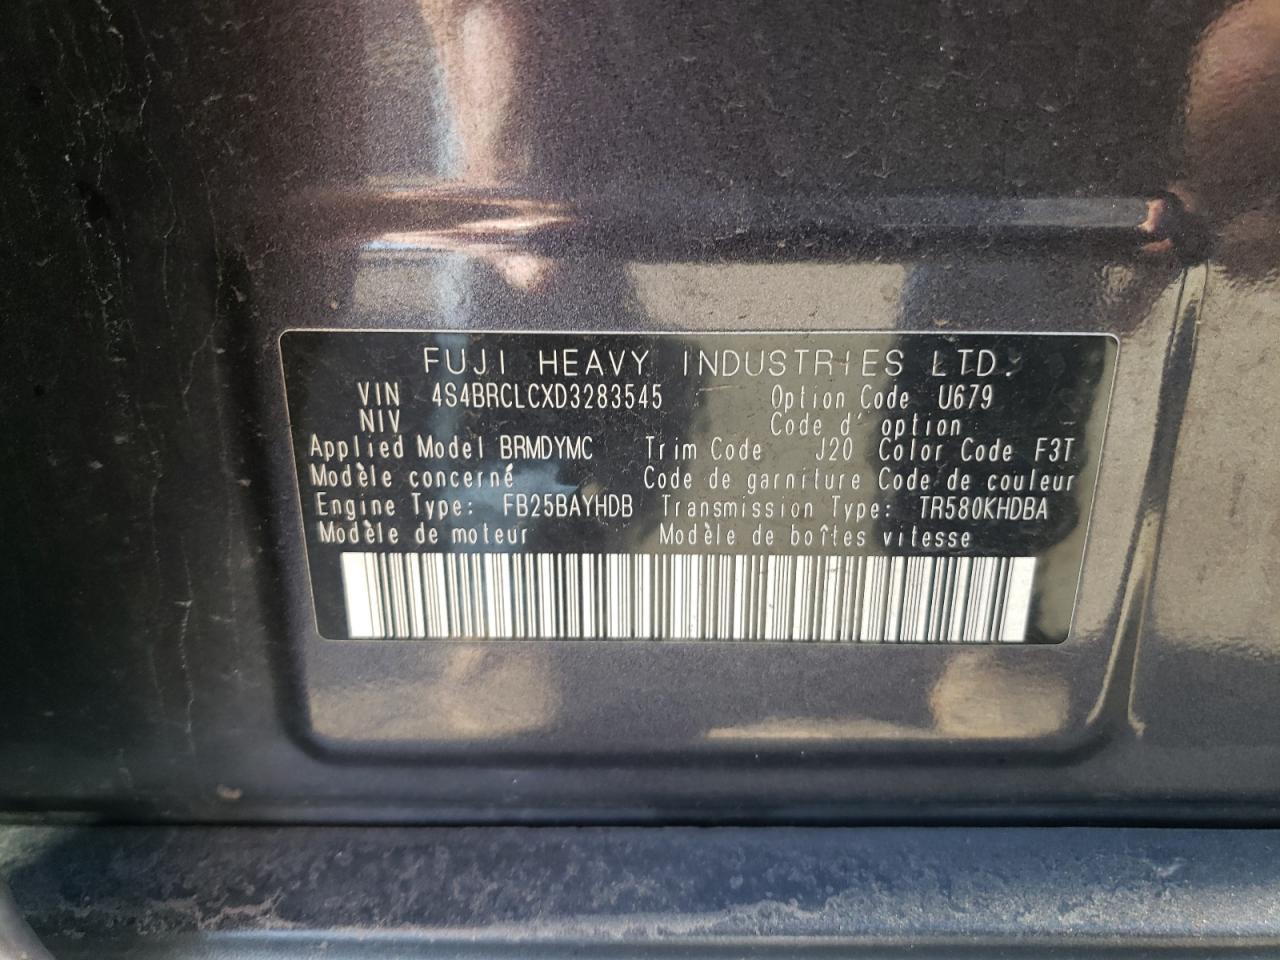 FUJI HEAVY INDUSTRIES LTD.
VIN 4S4BRCLCXD3283545 Option Code U679
NIV Code d' option
Applied Model BRMDYMC Trim Code J20 Color Code F3T
Modèle concerné Code de garniture Code de couleur
Engine Type: FB25BAYHDB Transmission Type: TR580KHDBA
Modèle de moteur Modèle de boîtes vitesse